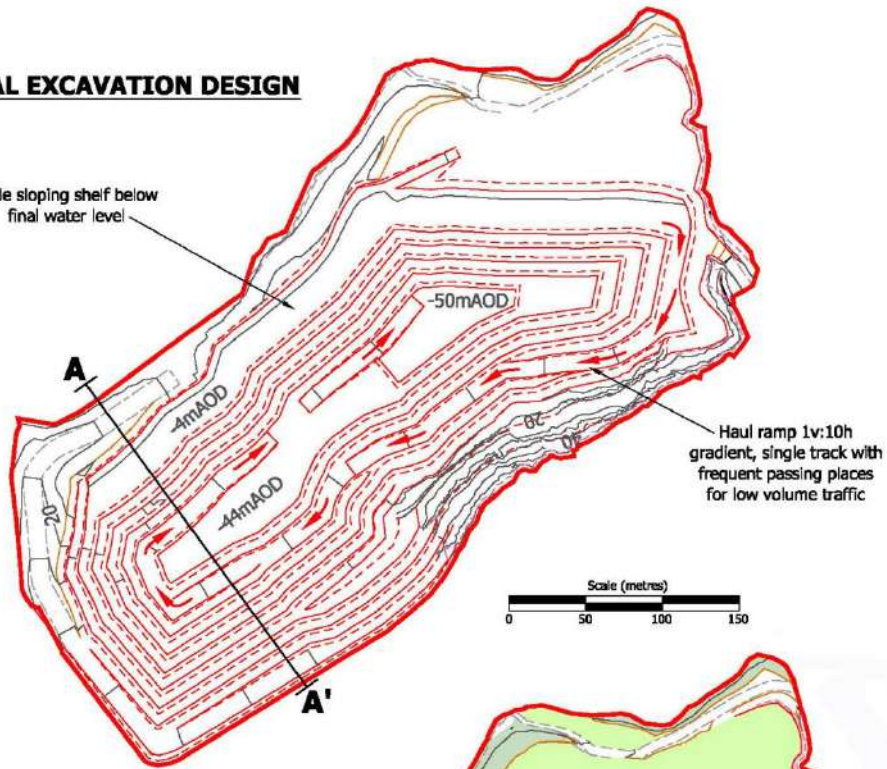 AL EXCAVATION DESIGN
le sloping shelf below
final water level
-50mAOD
A
-4mAOD
20
40
Haul ramp 1v:10h
gradient, single track with
frequent passing places
for low volume traffic
-44mAOD
20
Scale (metres)
0 50 100 150
A'